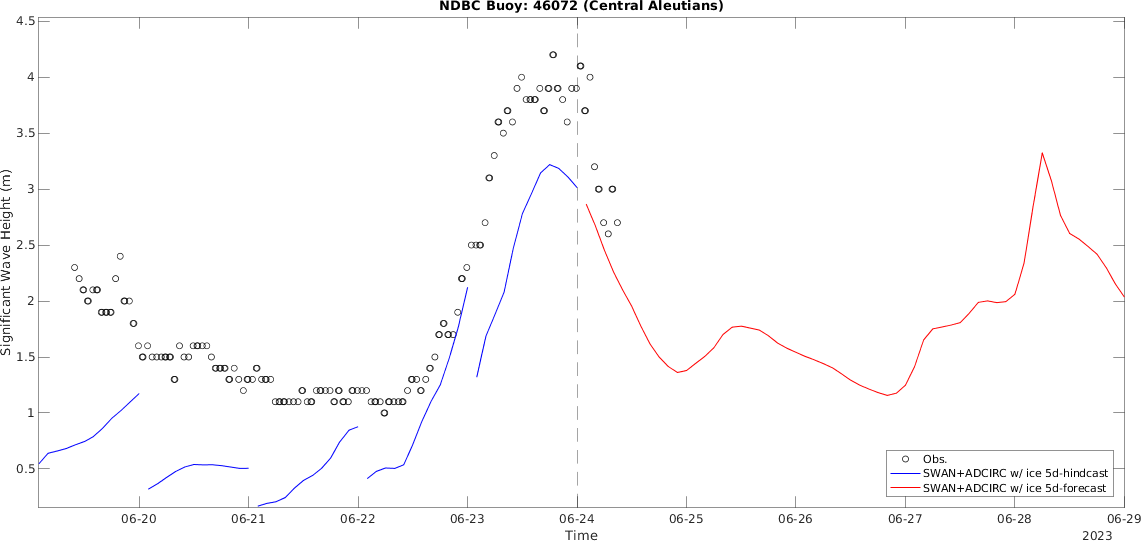 NDBC Buoy: 46072 (Central Aleutians)
Significant Wave Height (m)
4.5
4
3.5
3
2.5
2
1.5
1
0.5
Obs.
SWAN+ADCIRC w/ ice 5d-hindcast
SWAN+ADCIRC w/ ice 5d-forecast
06-20 06-21 06-22 06-23 06-24 06-25 06-26 06-27 06-28 06-29
Time
2023